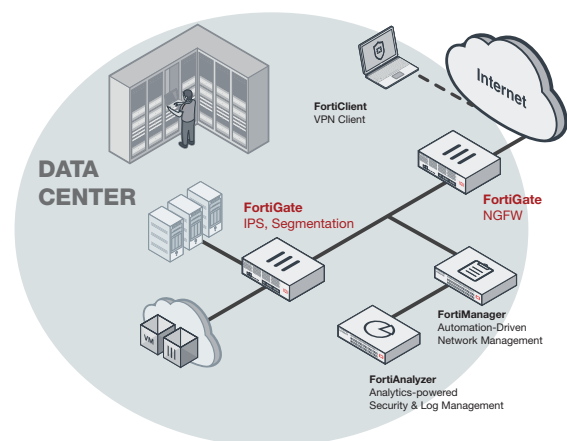 FortiClient
VPN Client
Internet
DATA
CENTER
FortiGate
IPS, Segmentation
FortiGate
NGFW
VM
FortiManager
Automation-Driven
Network Management
FortiAnalyzer
Analytics-powered
Security & Log Management